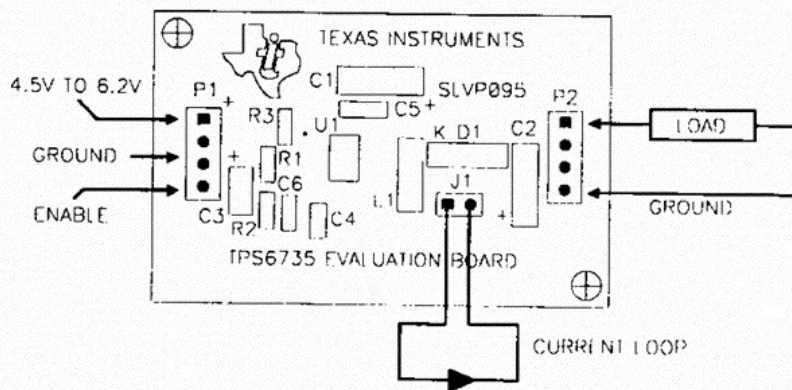 TEXAS INSTRUMENTS
4.5V TO 6.2V
P1
+
C1
SLVP095
P2
R3
C5
+
LOAD
U1
K D1
C2
GROUND
+
R1
J1
C6
L1
GROUND
ENABLE
C3
R2
C4
+
TPS6735 EVALUATION BOARD
CURRENT LOOP